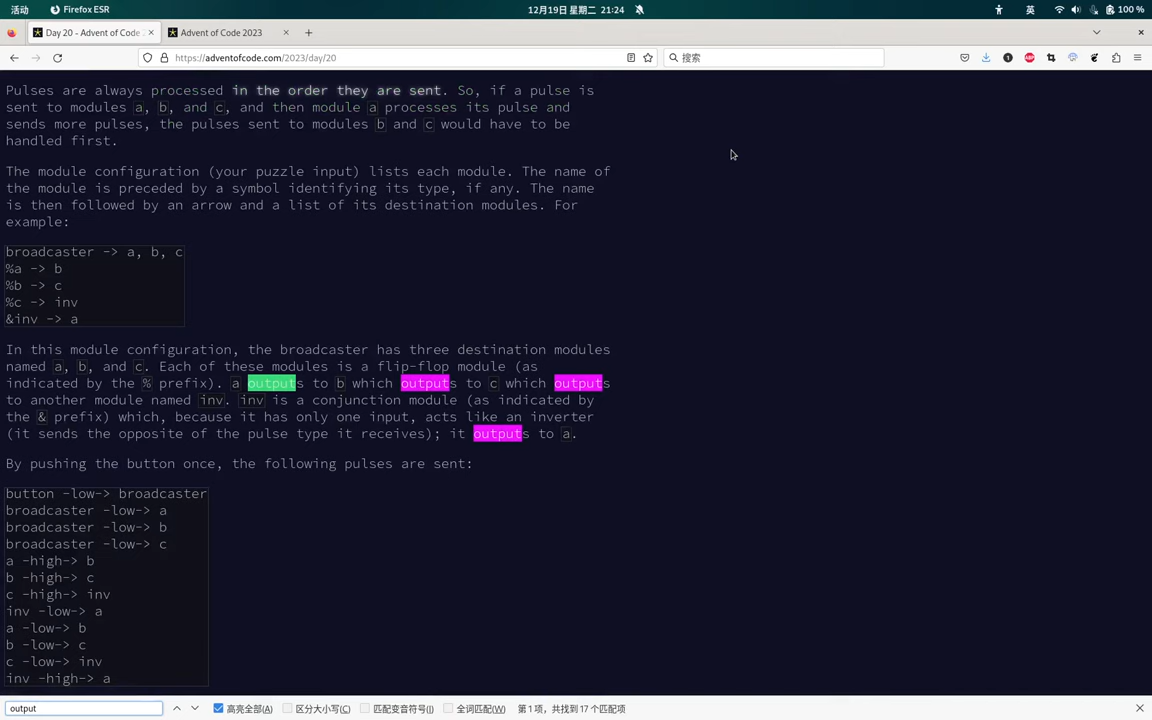 活动 Firefox ESR 12月19日 星期二 21:24 英 100 %
Day 20 - Advent of Code × Advent of Code 2023 × +
https://adventofcode.com/2023/day/20 搜索
Pulses are always processed in the order they are sent. So, if a pulse is
sent to modules a, b, and c, and then module a processes its pulse and
sends more pulses, the pulses sent to modules b and c would have to be
handled first.
The module configuration (your puzzle input) lists each module. The name of
the module is preceded by a symbol identifying its type, if any. The name
is then followed by an arrow and a list of its destination modules. For
example:
broadcaster -> a, b, c
%a -> b
%b -> c
%c -> inv
&inv -> a
In this module configuration, the broadcaster has three destination modules
named a, b, and c. Each of these modules is a flip-flop module (as
indicated by the % prefix). a outputs to b which outputs to c which outputs
to another module named inv. inv is a conjunction module (as indicated by
the & prefix) which, because it has only one input, acts like an inverter
(it sends the opposite of the pulse type it receives); it outputs to a.
By pushing the button once, the following pulses are sent:
button -low-> broadcaster
broadcaster -low-> a
broadcaster -low-> b
broadcaster -low-> c
a -high-> b
b -high-> c
c -high-> inv
inv -low-> a
a -low-> b
b -low-> c
c -low-> inv
inv -high-> a
output 高亮全部(A) 区分大小写(C) 匹配变音符号(I) 全词匹配(W) 第 1 项，共找到 17 个匹配项